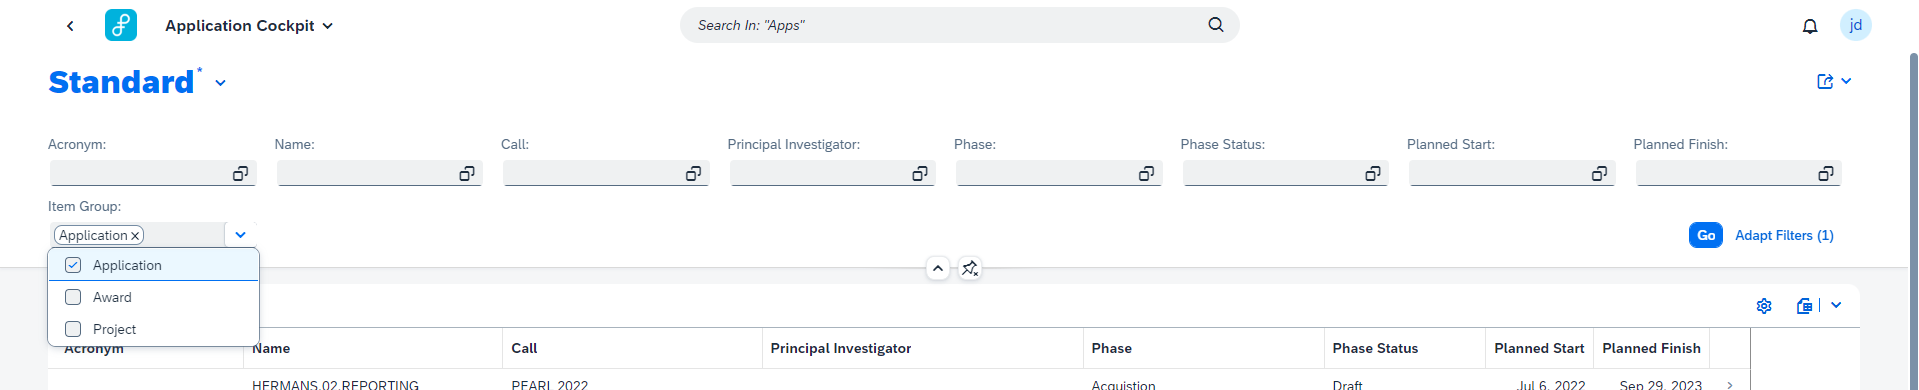 Application Cockpit
Search In: "Apps"
jd
Standard*
Acronym: Name: Call: Principal Investigator: Phase: Phase Status: Planned Start: Planned Finish:
Item Group:
Application
Go Adapt Filters (1)
Application
Award
Project
Acronym Name Call Principal Investigator Phase Phase Status Planned Start Planned Finish
HERMANS.02.REPORTING PEARL 2022 Acquistion Draft Jul 6, 2022 Sep 29, 2023